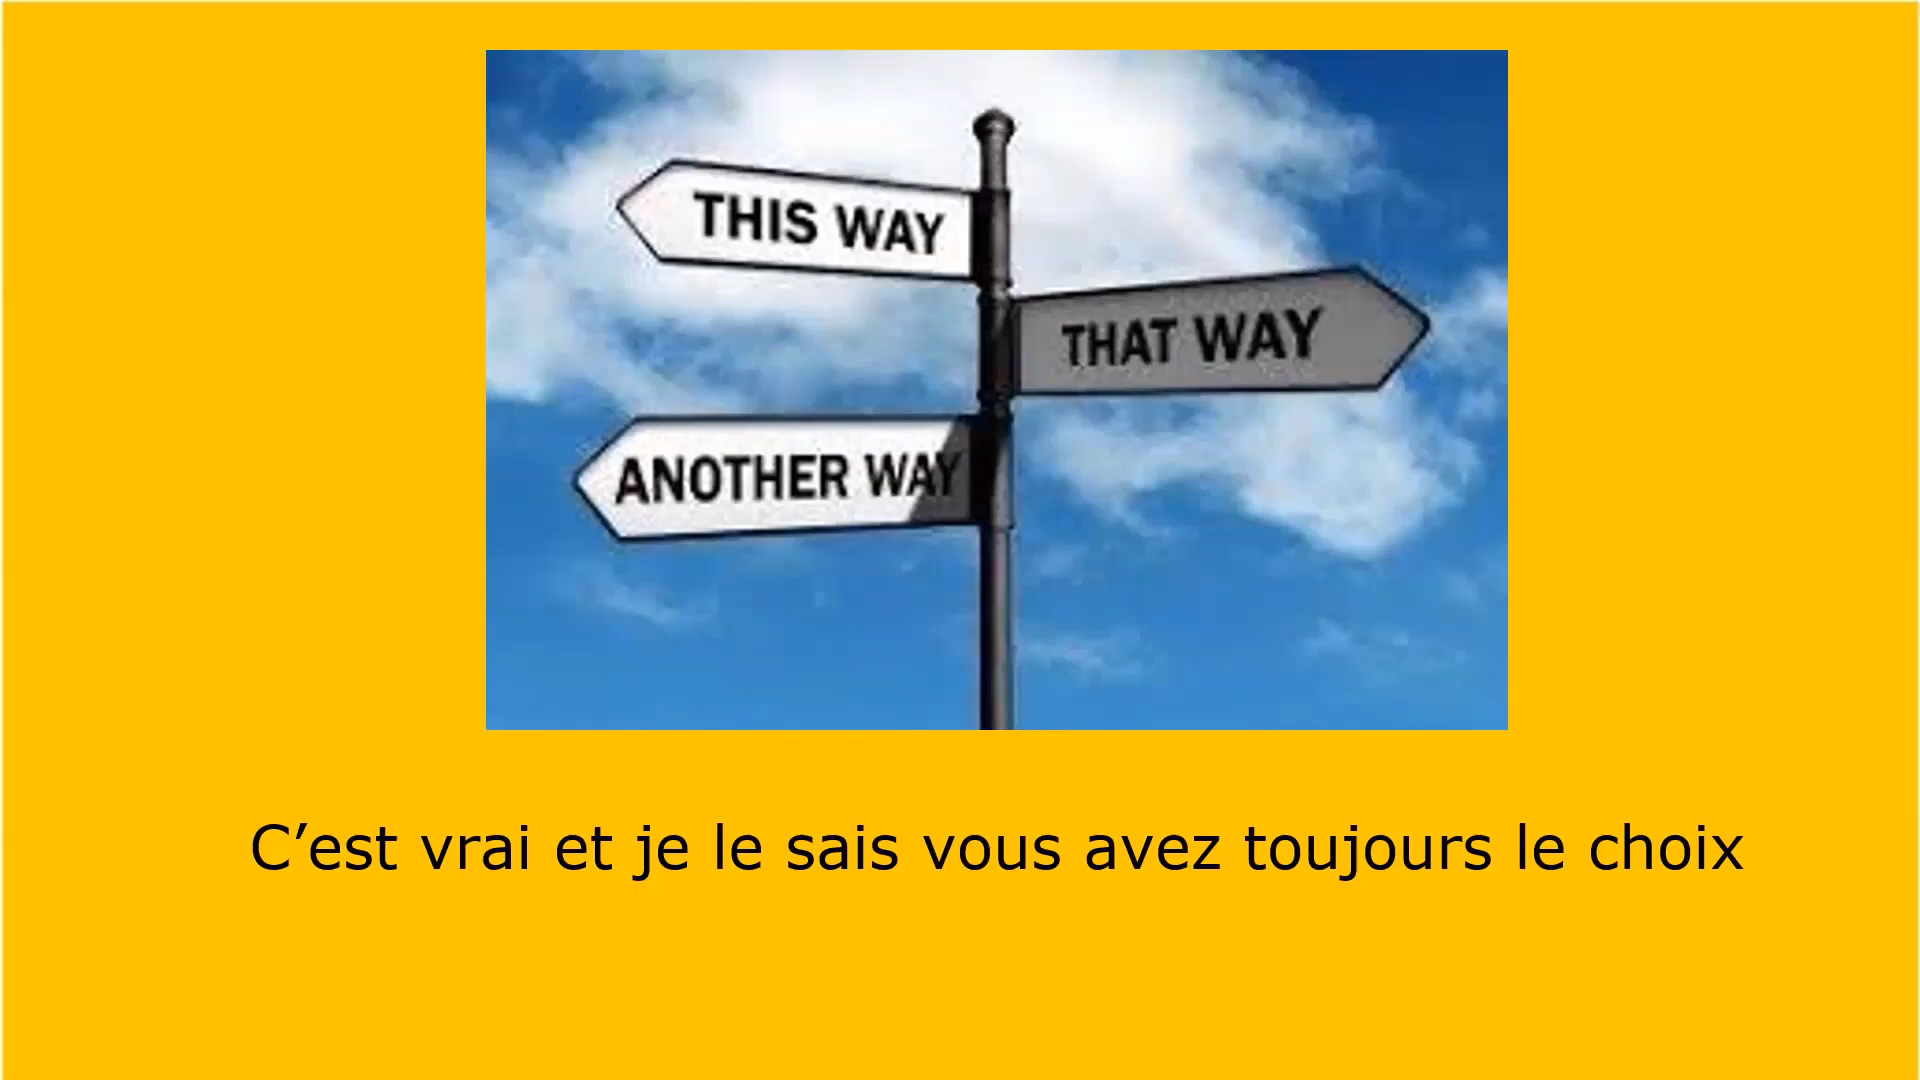 THIS WAY
THAT WAY
ANOTHER WAY
C’est vrai et je le sais vous avez toujours le choix